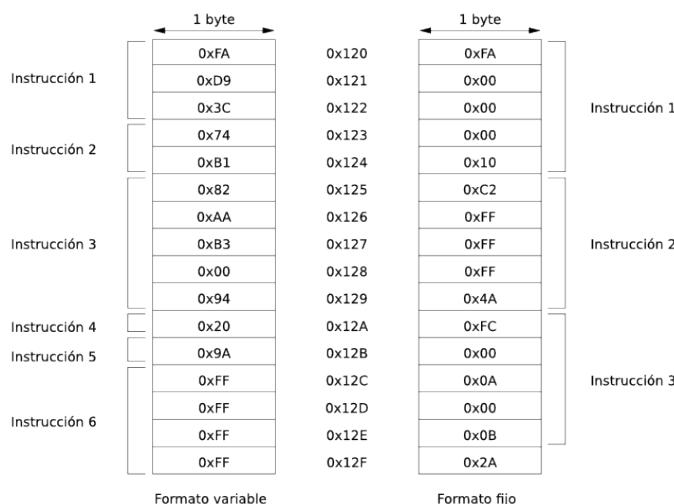 1 byte 1 byte
0xFA 0x120 0xFA
Instrucción 1 0xD9 0x121 0x00
0x3C 0x122 0x00 Instrucción 1
0x74 0x123 0x00
Instrucción 2 0xB1 0x124 0x10
0x82 0x125 0xC2
0xAA 0x126 0xFF
Instrucción 3 0xB3 0x127 0xFF Instrucción 2
0x00 0x128 0xFF
0x94 0x129 0x4A
Instrucción 4 0x20 0x12A 0xFC
Instrucción 5 0x9A 0x12B 0x00
0xFF 0x12C 0x0A Instrucción 3
0xFF 0x12D 0x00
Instrucción 6 0xFF 0x12E 0x0B
0xFF 0x12F 0x2A
Formato variable Formato fijo